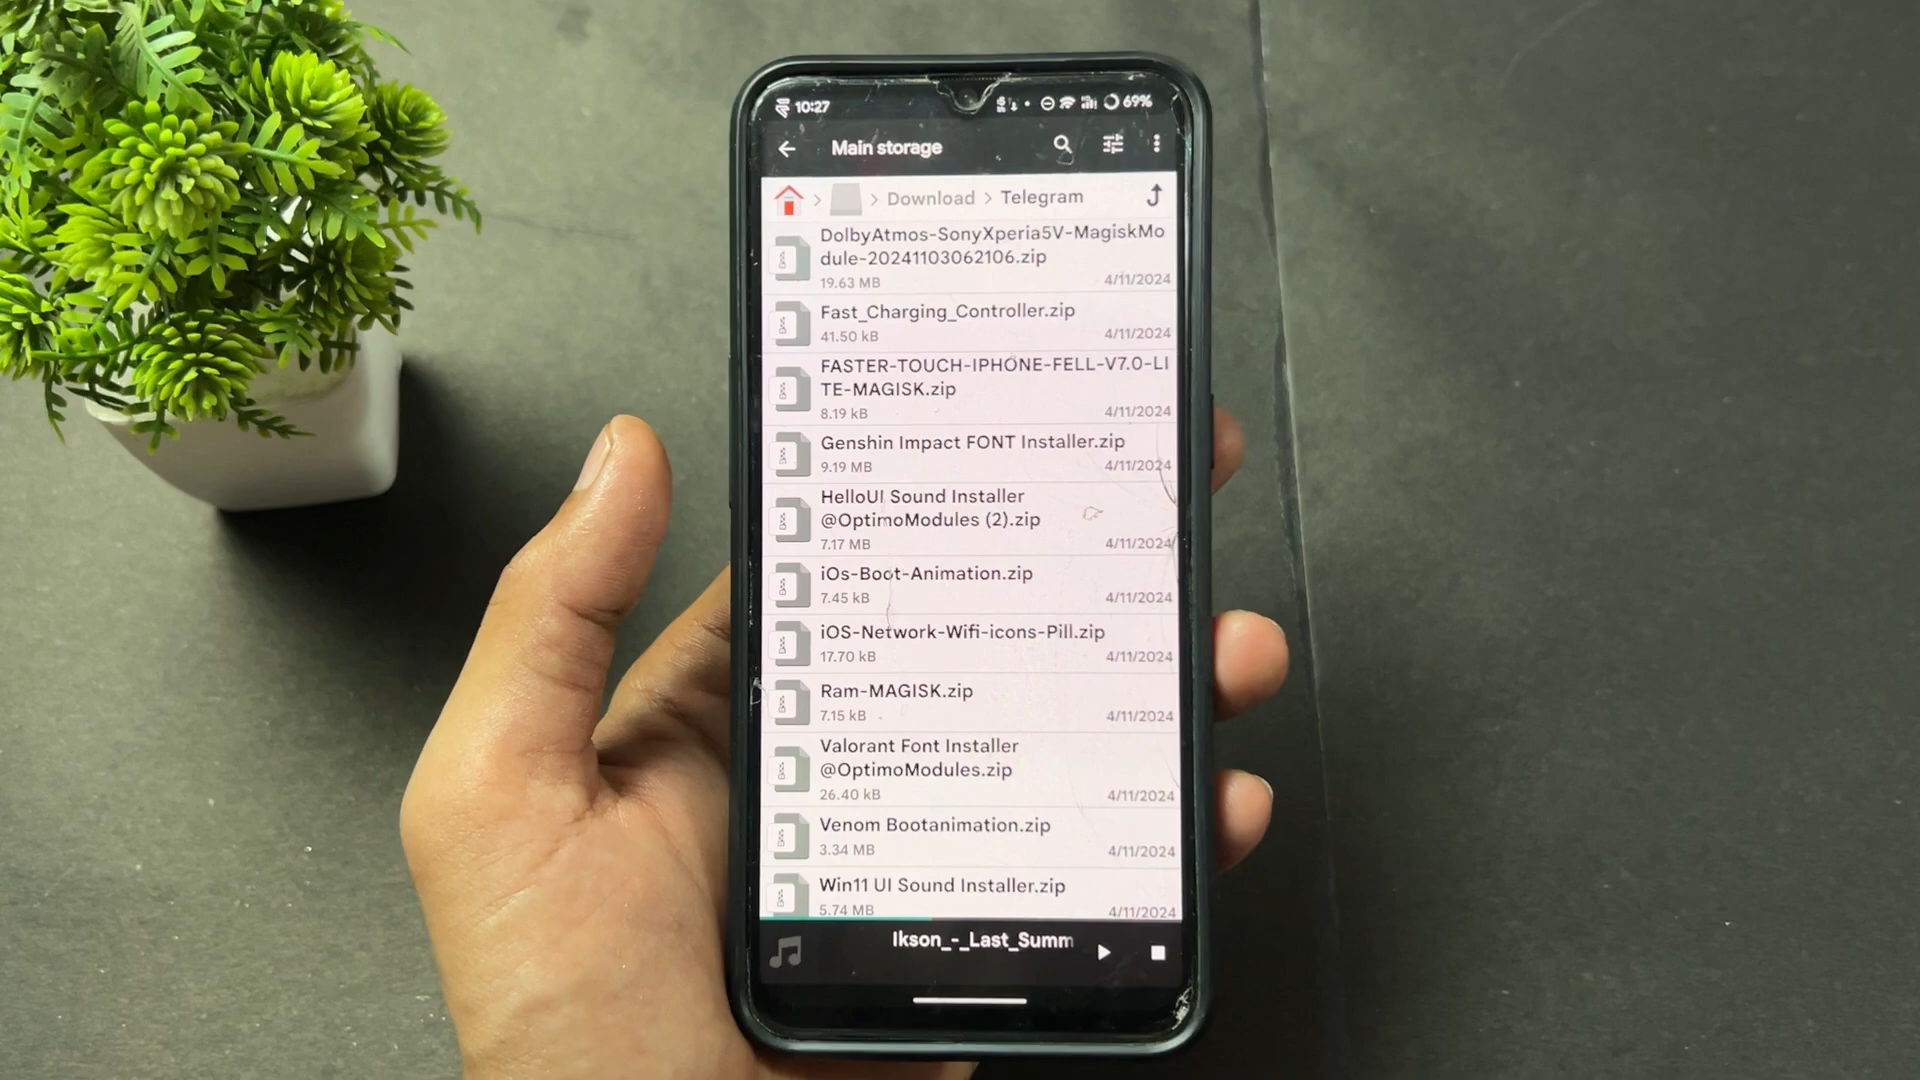 10:27
69%
Main storage
Download > Telegram
DolbyAtmos-SonyXperia5V-MagiskMo
dule-20241103062106.zip
19.63 MB 4/11/2024
Fast_Charging_Controller.zip
41.50 kB 4/11/2024
FASTER-TOUCH-IPHONE-FELL-V7.0-LI
TE-MAGISK.zip
8.19 kB 4/11/2024
Genshin Impact FONT Installer.zip
9.19 MB 4/11/2024
HelloUI Sound Installer
@OptimoModules (2).zip
7.17 MB 4/11/2024
iOs-Boot-Animation.zip
7.45 kB 4/11/2024
iOS-Network-Wifi-icons-Pill.zip
17.70 kB 4/11/2024
Ram-MAGISK.zip
7.15 kB 4/11/2024
Valorant Font Installer
@OptimoModules.zip
26.40 kB 4/11/2024
Venom Bootanimation.zip
3.34 MB 4/11/2024
Win11 UI Sound Installer.zip
5.74 MB 4/11/2024
Ikson_-_Last_Summ